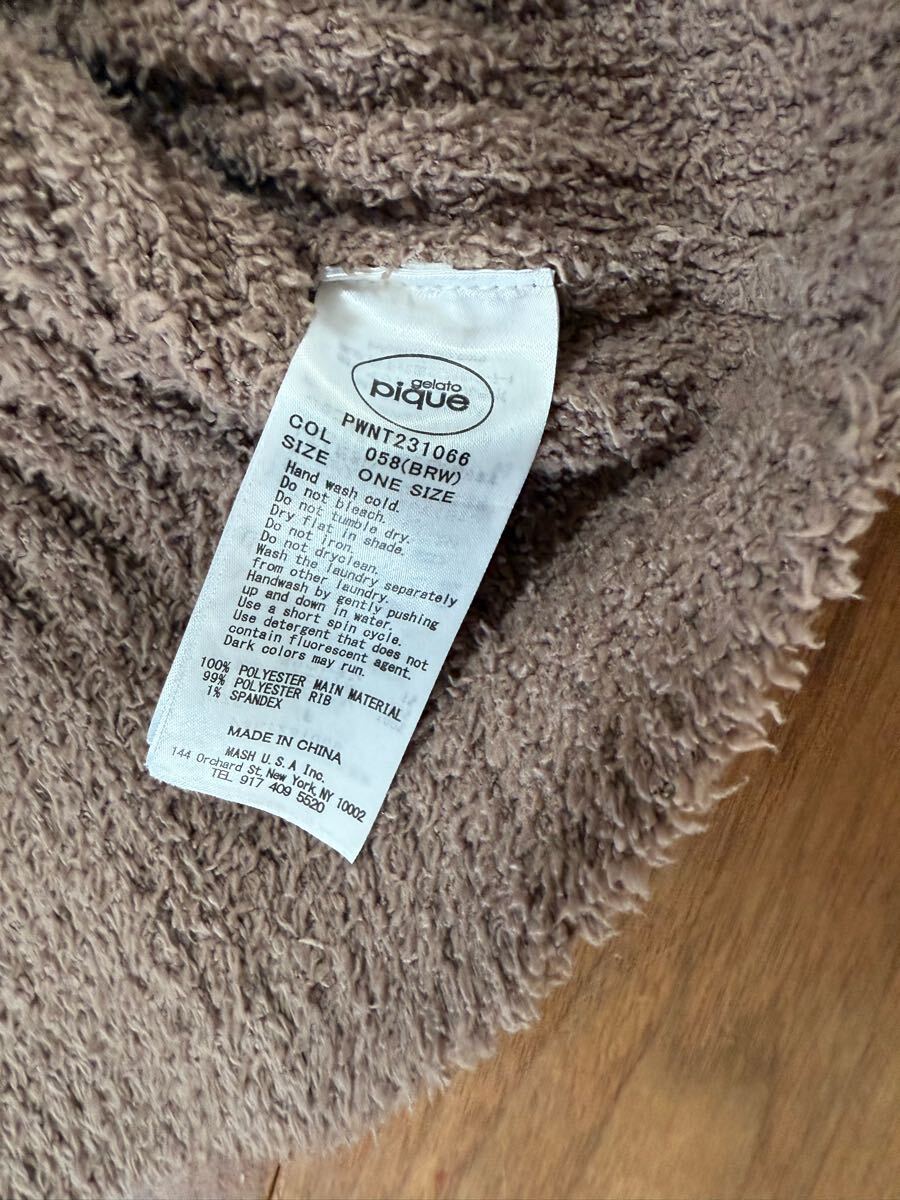 gelato
pique
PWNT231066
COL 058(BRW)
SIZE ONE SIZE
Hand wash cold.
Do not bleach.
Do not tumble dry.
Dry flat in shade.
Do not iron.
Do not dryclean.
Wash the laundry separately
from other laundry.
Handwash by gently pushing
up and down in water.
Use a short spin cycle.
Use detergent that does not
contain fluorescent agent.
Dark colors may run.
100% POLYESTER MAIN MATERIAL
99% POLYESTER RIB
1% SPANDEX
MADE IN CHINA
MASH U.S.A Inc.
144 Orchard St, New York, NY 10002
TEL 917 409 5520